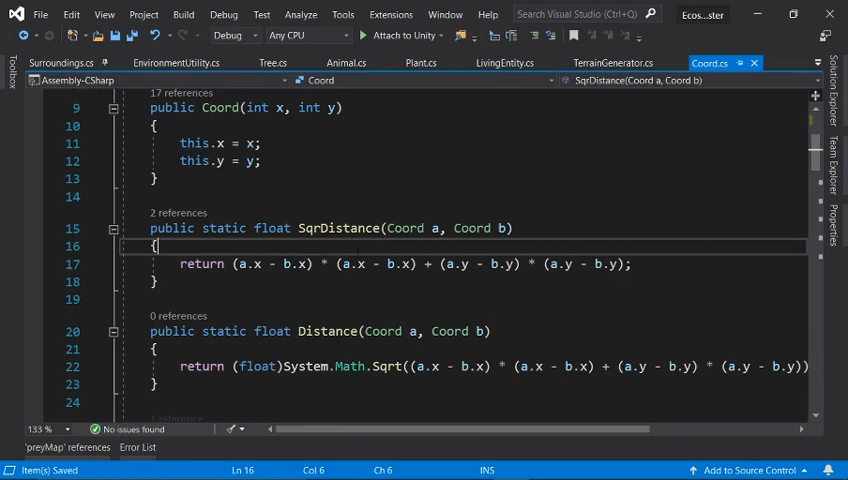 File Edit View Git Project Build Debug Test Analyze Tools Extensions Window Help Search Visual Studio (Ctrl+Q) Ecos...ster
Debug Any CPU Attach to Unity
Toolbox
Surroundings.cs EnvironmentUtility.cs Tree.cs Animal.cs Plant.cs LivingEntity.cs TerrainGenerator.cs Coord.cs
Assembly-CSharp Coord SqrDistance(Coord a, Coord b)
17 references
9 public Coord(int x, int y)
10 {
11 this.x = x;
12 this.y = y;
13 }
14
2 references
15 public static float SqrDistance(Coord a, Coord b)
16 {
17 return (a.x - b.x) * (a.x - b.x) + (a.y - b.y) * (a.y - b.y);
18 }
19
0 references
20 public static float Distance(Coord a, Coord b)
21 {
22 return (float)System.Math.Sqrt((a.x - b.x) * (a.x - b.x) + (a.y - b.y) * (a.y - b.y))
23 }
24
1 reference
Solution Explorer
Team Explorer
Properties
133 % No issues found
'preyMap' references Error List
Item(s) Saved Ln 16 Col 6 Ch 6 INS Add to Source Control